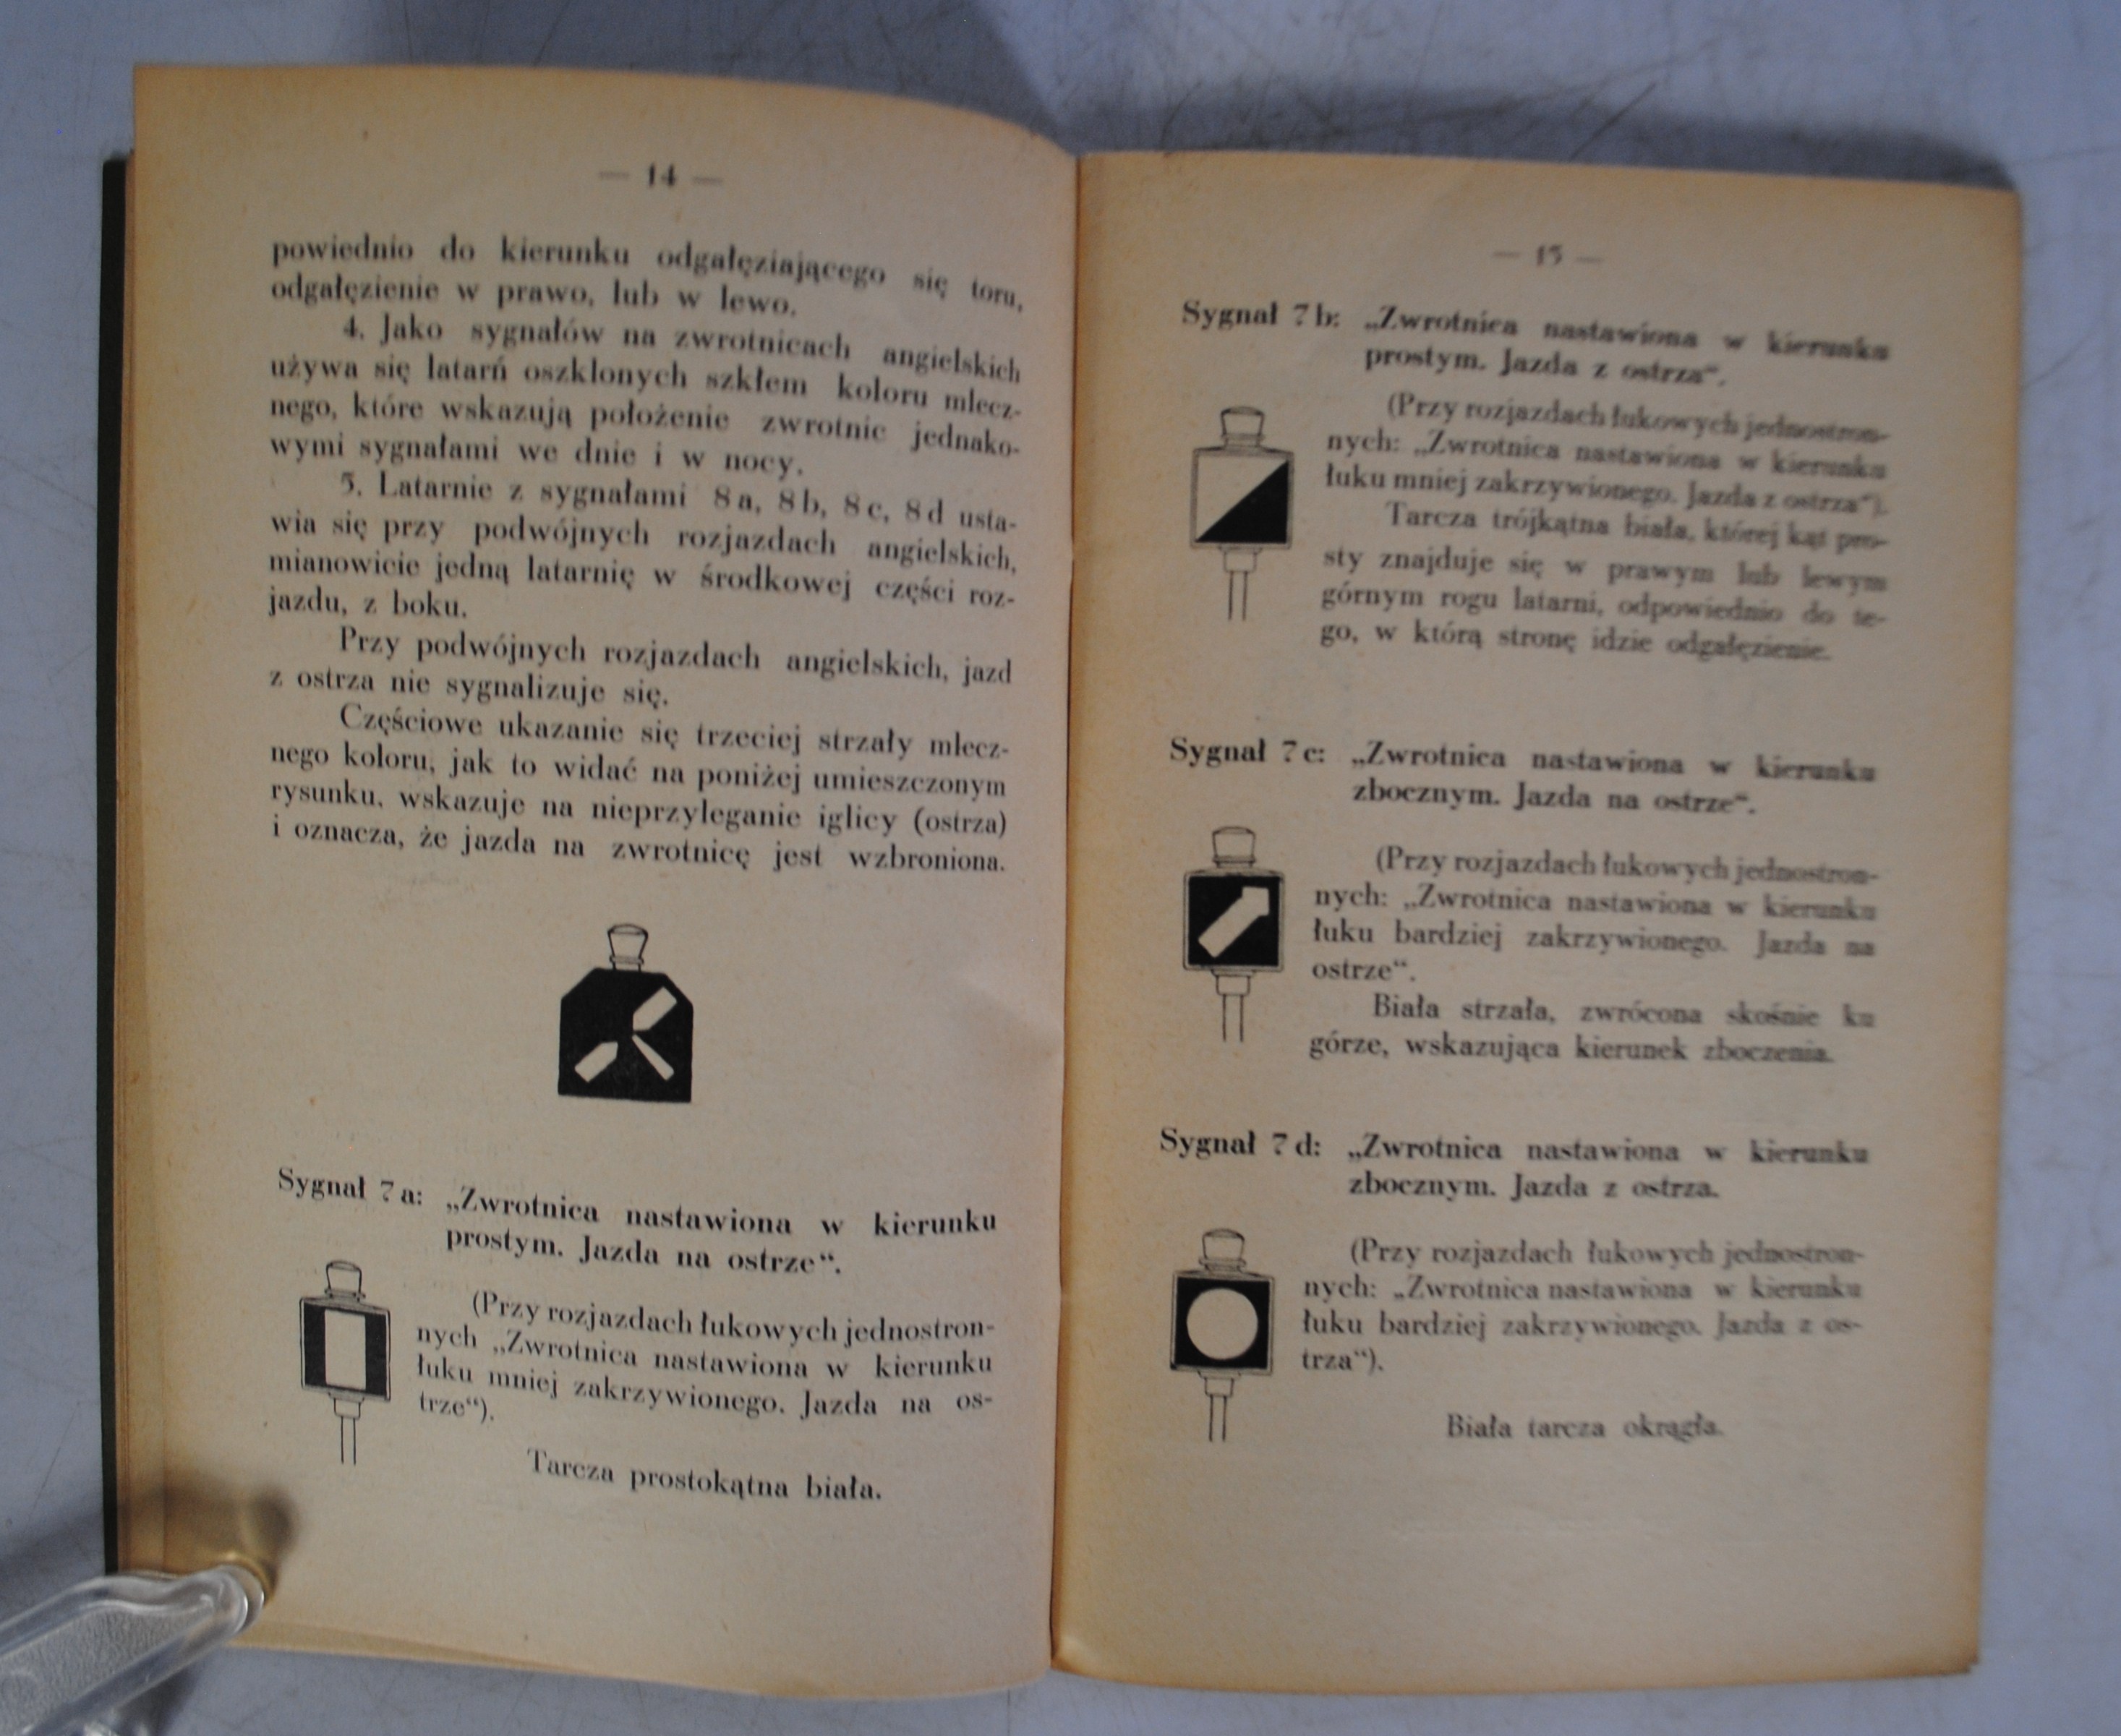 — 14 —
powiednio do kierunku odgałęziającego się toru,
odgałęzienie w prawo, lub w lewo.
4. Jako sygnałów na zwrotnicach angielskich
używa się latarń oszklonych szkłem koloru mlecz-
nego, które wskazują położenie zwrotnic jednako-
wymi sygnałami we dnie i w nocy.
5. Latarnie z sygnałami 8 a, 8 b, 8 c, 8 d usta-
wia się przy podwójnych rozjazdach angielskich,
mianowicie jedną latarnię w środkowej części roz-
jazdu, z boku.
Przy podwójnych rozjazdach angielskich, jazd
z ostrza nie sygnalizuje się.
Częściowe ukazanie się trzeciej strzały mlecz-
nego koloru, jak to widać na poniżej umieszczonym
rysunku, wskazuje na nieprzyleganie iglicy (ostrza)
i oznacza, że jazda na zwrotnicę jest wzbroniona.
Sygnał 7 a: „Zwrotnica nastawiona w kierunku
prostym. Jazda na ostrze“.
(Przy rozjazdach łukowych jednostron-
nych „Zwrotnica nastawiona w kierunku
łuku mniej zakrzywionego. Jazda na os-
trze“).
Tarcza prostokątna biała.
— 15 —
Sygnał 7 b: „Zwrotnica nastawiona w kierunku
prostym. Jazda z ostrza“.
(Przy rozjazdach łukowych jednostron-
nych: „Zwrotnica nastawiona w kierunku
łuku mniej zakrzywionego. Jazda z ostrza“).
Tarcza trójkątna biała, której kąt pro-
sty znajduje się w prawym lub lewym
górnym rogu latarni, odpowiednio do te-
go, w którą stronę idzie odgałęzienie.
Sygnał 7 c: „Zwrotnica nastawiona w kierunku
zbocznym. Jazda na ostrze“.
(Przy rozjazdach łukowych jednostron-
nych: „Zwrotnica nastawiona w kierunku
łuku bardziej zakrzywionego. Jazda na
ostrze“.
Biała strzała, zwrócona skośnie ku
górze, wskazująca kierunek zboczenia.
Sygnał 7 d: „Zwrotnica nastawiona w kierunku
zbocznym. Jazda z ostrza.
(Przy rozjazdach łukowych jednostron-
nych: „Zwrotnica nastawiona w kierunku
łuku bardziej zakrzywionego. Jazda z os-
trza“).
Biała tarcza okrągła.